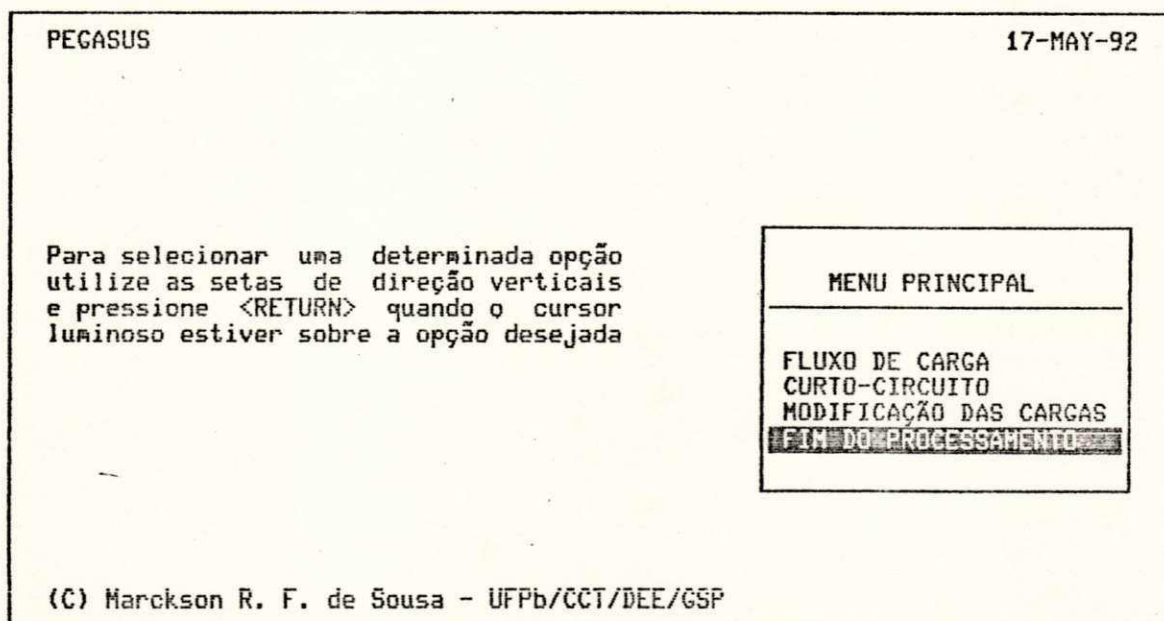 PEGASUS 17-MAY-92
Para selecionar uma determinada opção
utilize as setas de direção verticais
e pressione <RETURN> quando o cursor
luminoso estiver sobre a opção desejada
MENU PRINCIPAL
FLUXO DE CARGA
CURTO-CIRCUITO
MODIFICAÇÃO DAS CARGAS
FIM DO PROCESSAMENTO
(C) Marckson R. F. de Sousa - UFPb/CCT/DEE/GSP